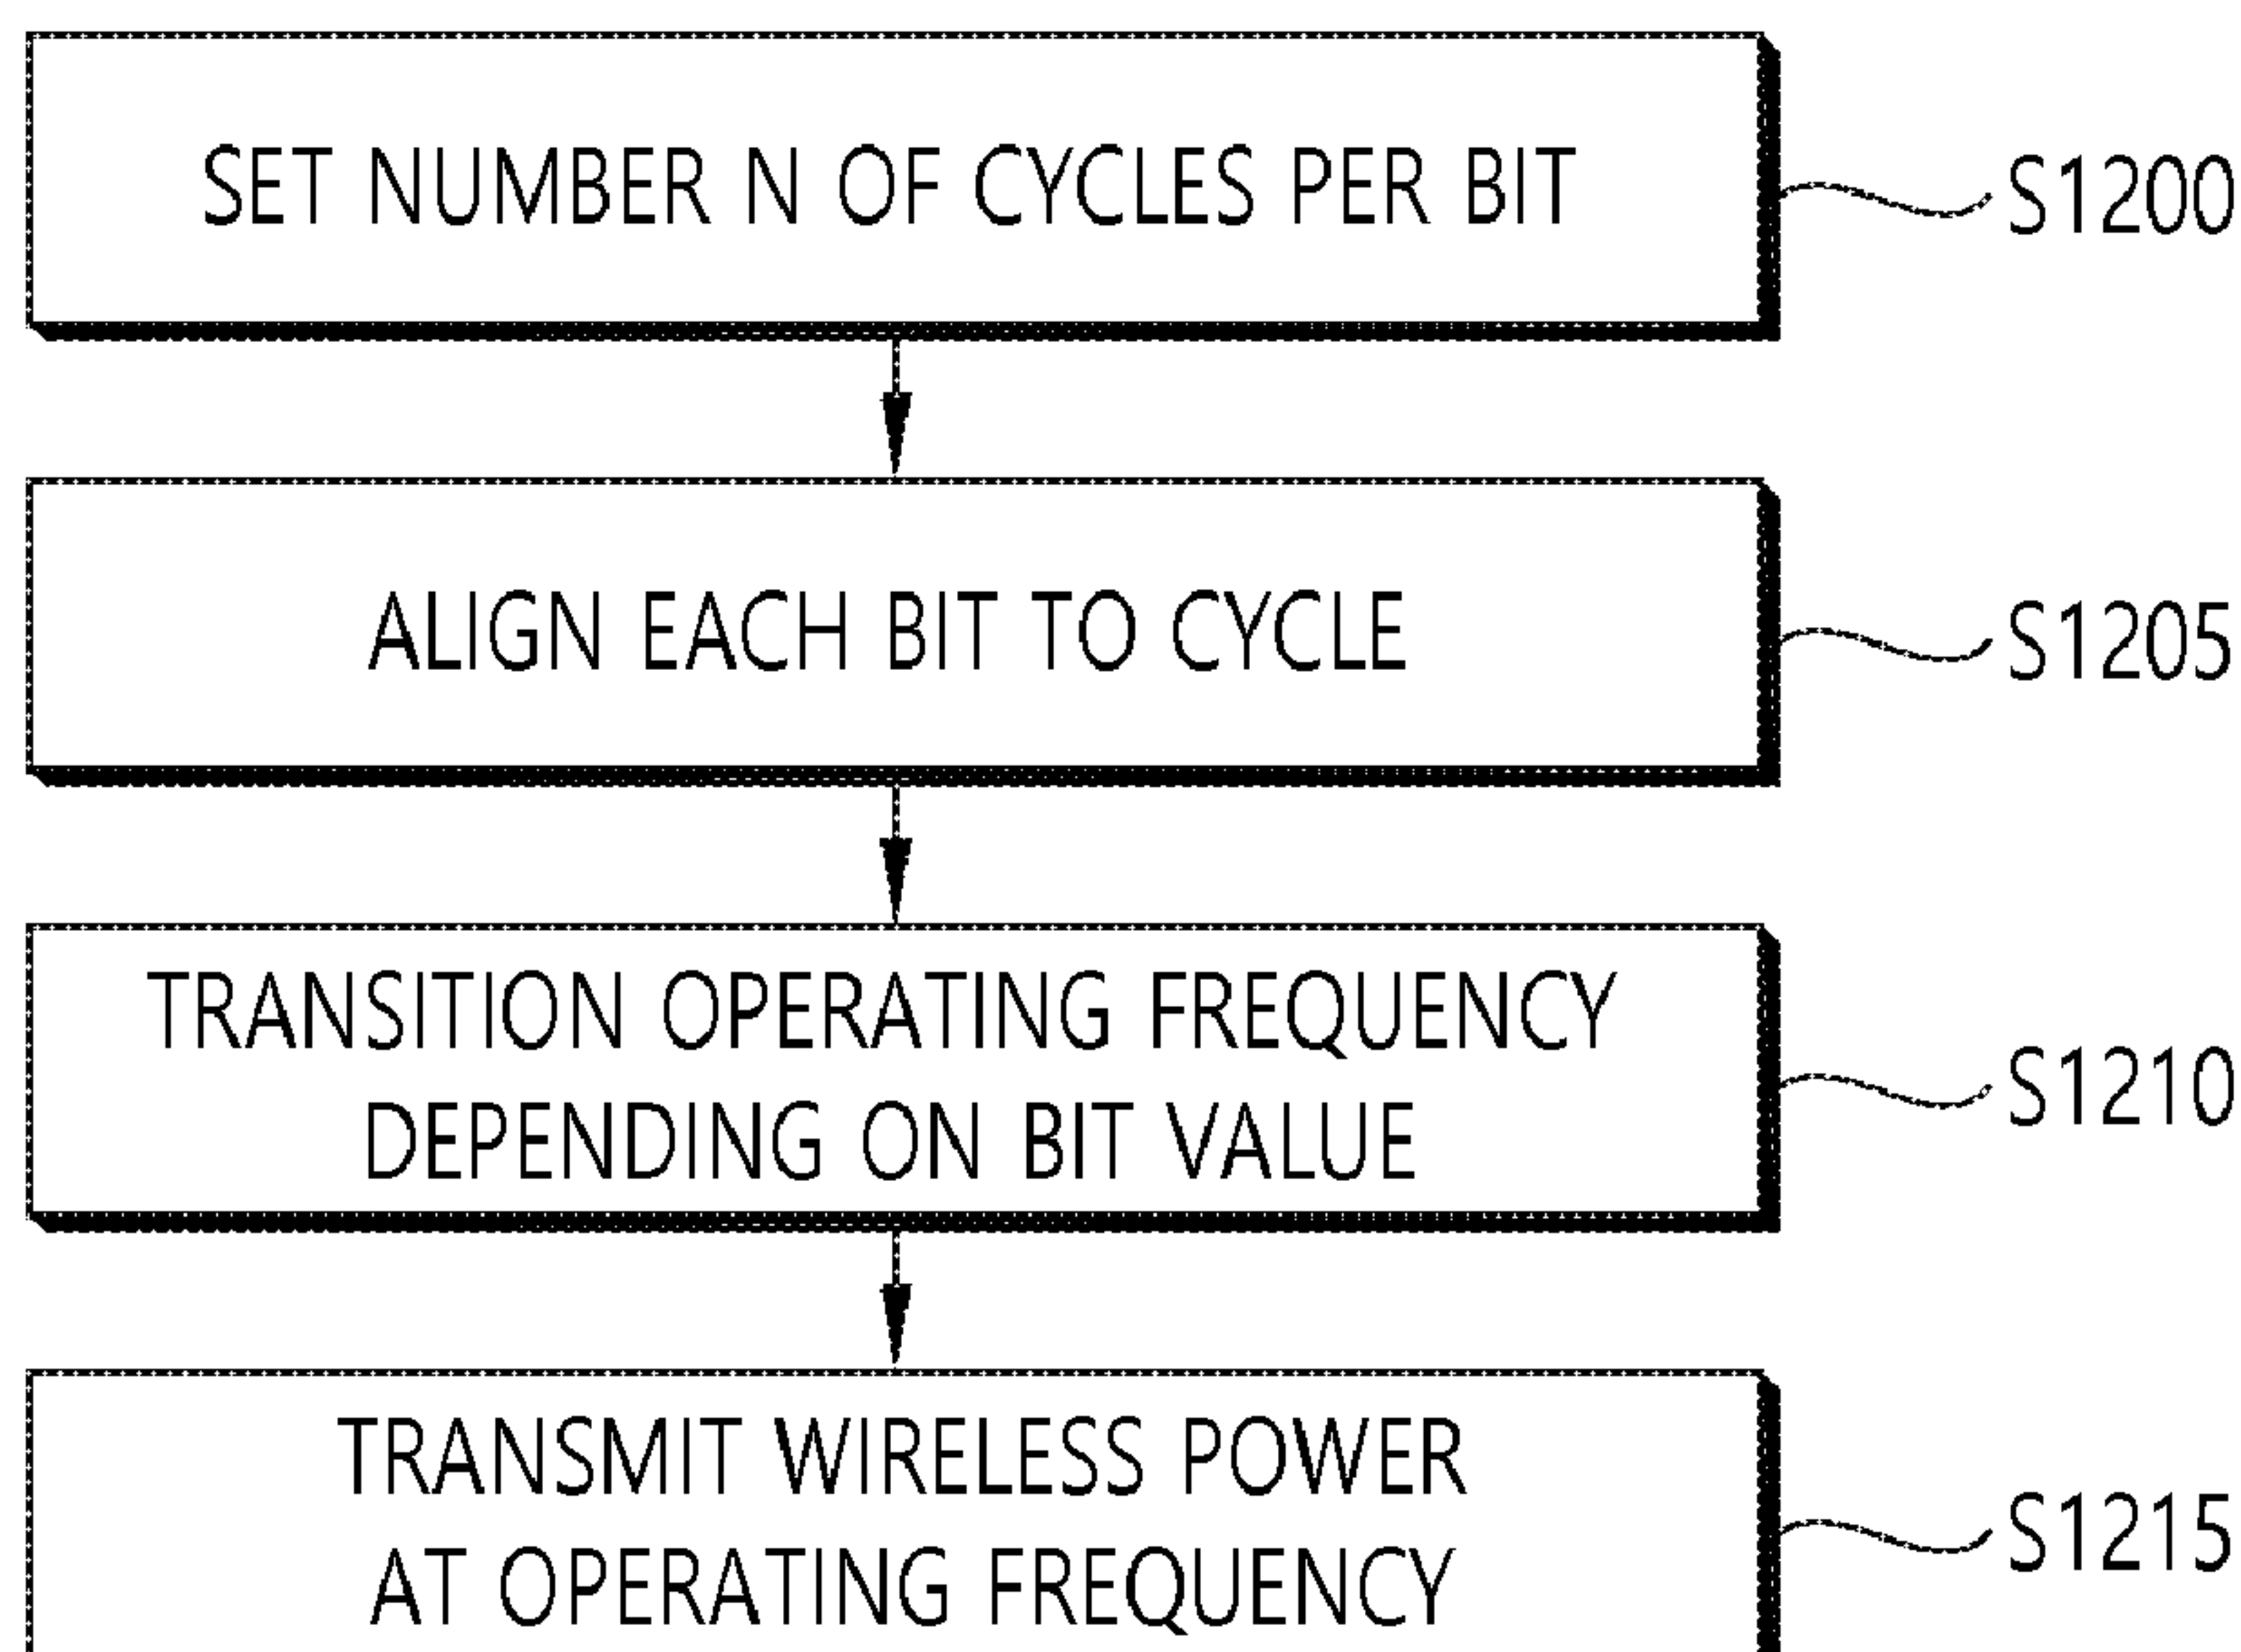 SET NUMBER N OF CYCLES PER BIT
S1200
ALIGN EACH BIT TO CYCLE
S1205
TRANSITION OPERATING FREQUENCY
DEPENDING ON BIT VALUE
S1210
TRANSMIT WIRELESS POWER
AT OPERATING FREQUENCY
S1215